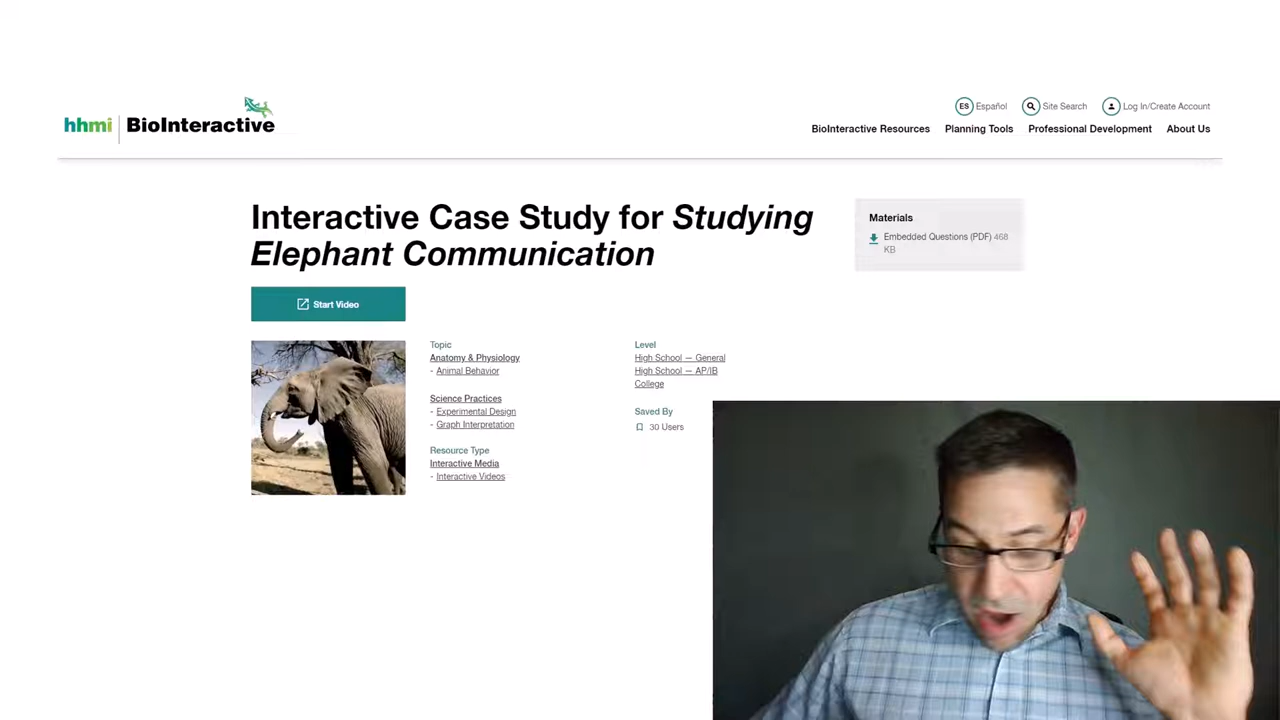 hhmi BioInteractive
ES Español Site Search Log In/Create Account
BioInteractive Resources Planning Tools Professional Development About Us
Interactive Case Study for Studying
Elephant Communication
Start Video
Materials
Embedded Questions (PDF) 468
KB
Topic
Anatomy & Physiology
- Animal Behavior
Science Practices
- Experimental Design
- Graph Interpretation
Resource Type
Interactive Media
- Interactive Videos
Level
High School — General
High School — AP/IB
College
Saved By
30 Users